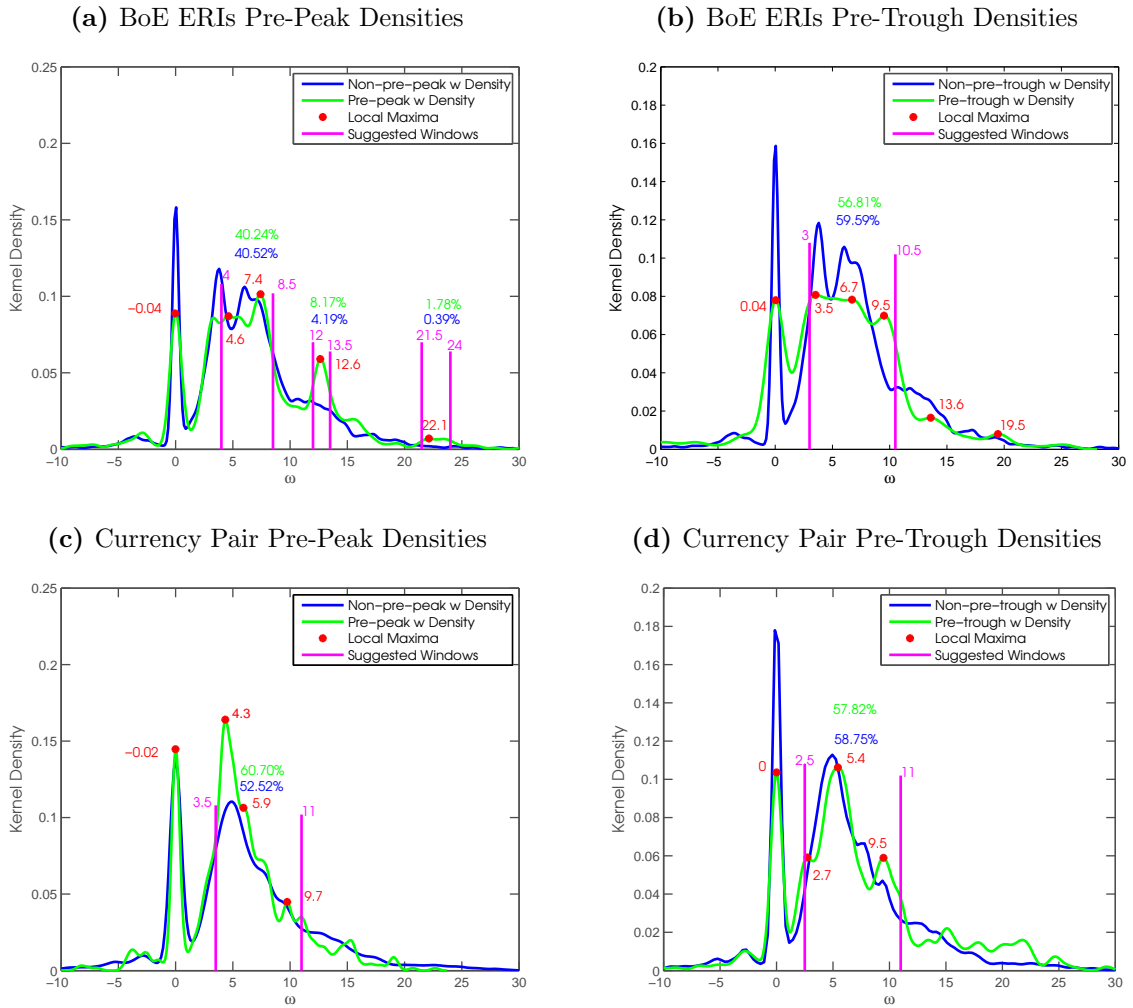 (a) BoE ERIs Pre-Peak Densities
0.25
0.2
0.15
0.1
0.05
0
Kernel Density
Non-pre-peak w Density
Pre-peak w Density
Local Maxima
Suggested Windows
40.24%
40.52%
4
7.4
8.5
-0.04
4.6
8.17%
4.19%
12
13.5
12.6
1.78%
0.39%
21.5
24
22.1
-10 -5 0 5 10 15 20 25 30
ω
(b) BoE ERIs Pre-Trough Densities
0.2
0.18
0.16
0.14
0.12
0.1
0.08
0.06
0.04
0.02
0
Kernel Density
Non-pre-trough w Density
Pre-trough w Density
Local Maxima
Suggested Windows
56.81%
59.59%
3
10.5
0.04
3.5
6.7
9.5
13.6
19.5
-10 -5 0 5 10 15 20 25 30
ω
(c) Currency Pair Pre-Peak Densities
0.25
0.2
0.15
0.1
0.05
0
Kernel Density
Non-pre-peak w Density
Pre-peak w Density
Local Maxima
Suggested Windows
4.3
-0.02
60.70%
52.52%
3.5
5.9
11
9.7
-10 -5 0 5 10 15 20 25 30
ω
(d) Currency Pair Pre-Trough Densities
0.2
0.18
0.16
0.14
0.12
0.1
0.08
0.06
0.04
0.02
0
Kernel Density
Non-pre-trough w Density
Pre-trough w Density
Local Maxima
Suggested Windows
57.82%
58.75%
2.5
0
5.4
11
9.5
2.7
-10 -5 0 5 10 15 20 25 30
ω